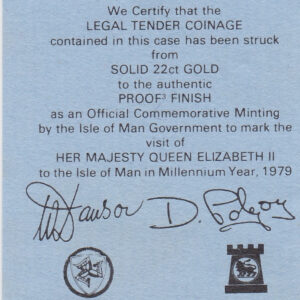 We Certify that the
LEGAL TENDER COINAGE
contained in this case has been struck
from
SOLID 22ct GOLD
to the authentic
PROOF³ FINISH
as an Official Commemorative Minting
by the Isle of Man Government to mark the
visit of
HER MAJESTY QUEEN ELIZABETH II
to the Isle of Man in Millennium Year, 1979